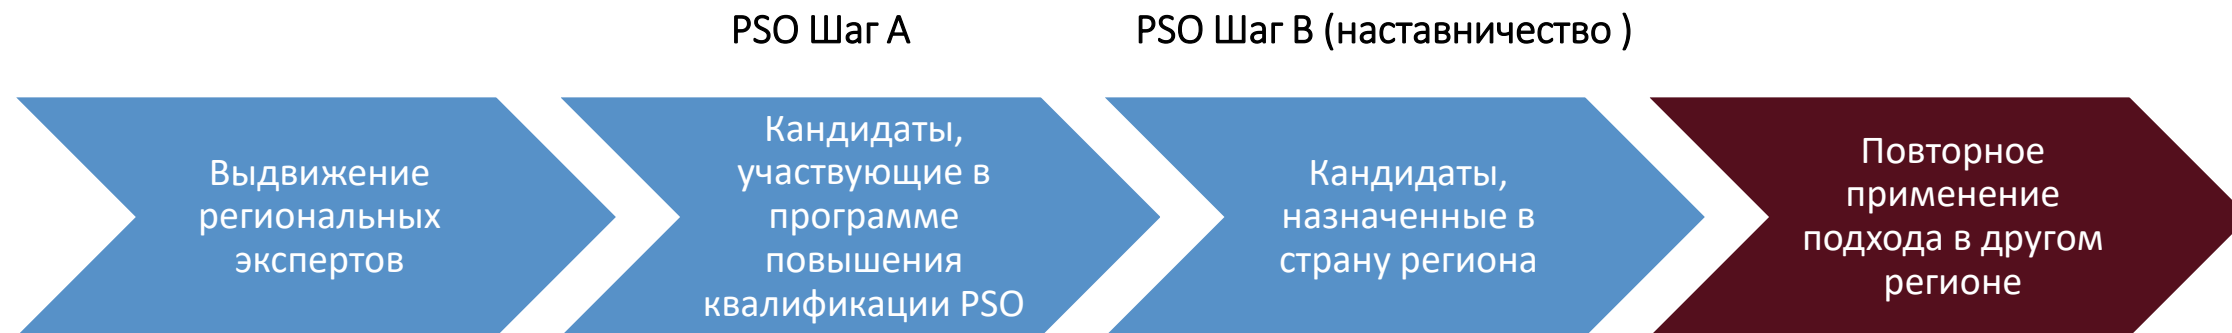 PSO Шаг A
PSO Шаг B (наставничество )
Выдвижение
региональных
экспертов
Кандидаты,
участвующие в
программе
повышения
квалификации PSO
Кандидаты,
назначенные в
страну региона
Повторное
применение
подхода в другом
регионе